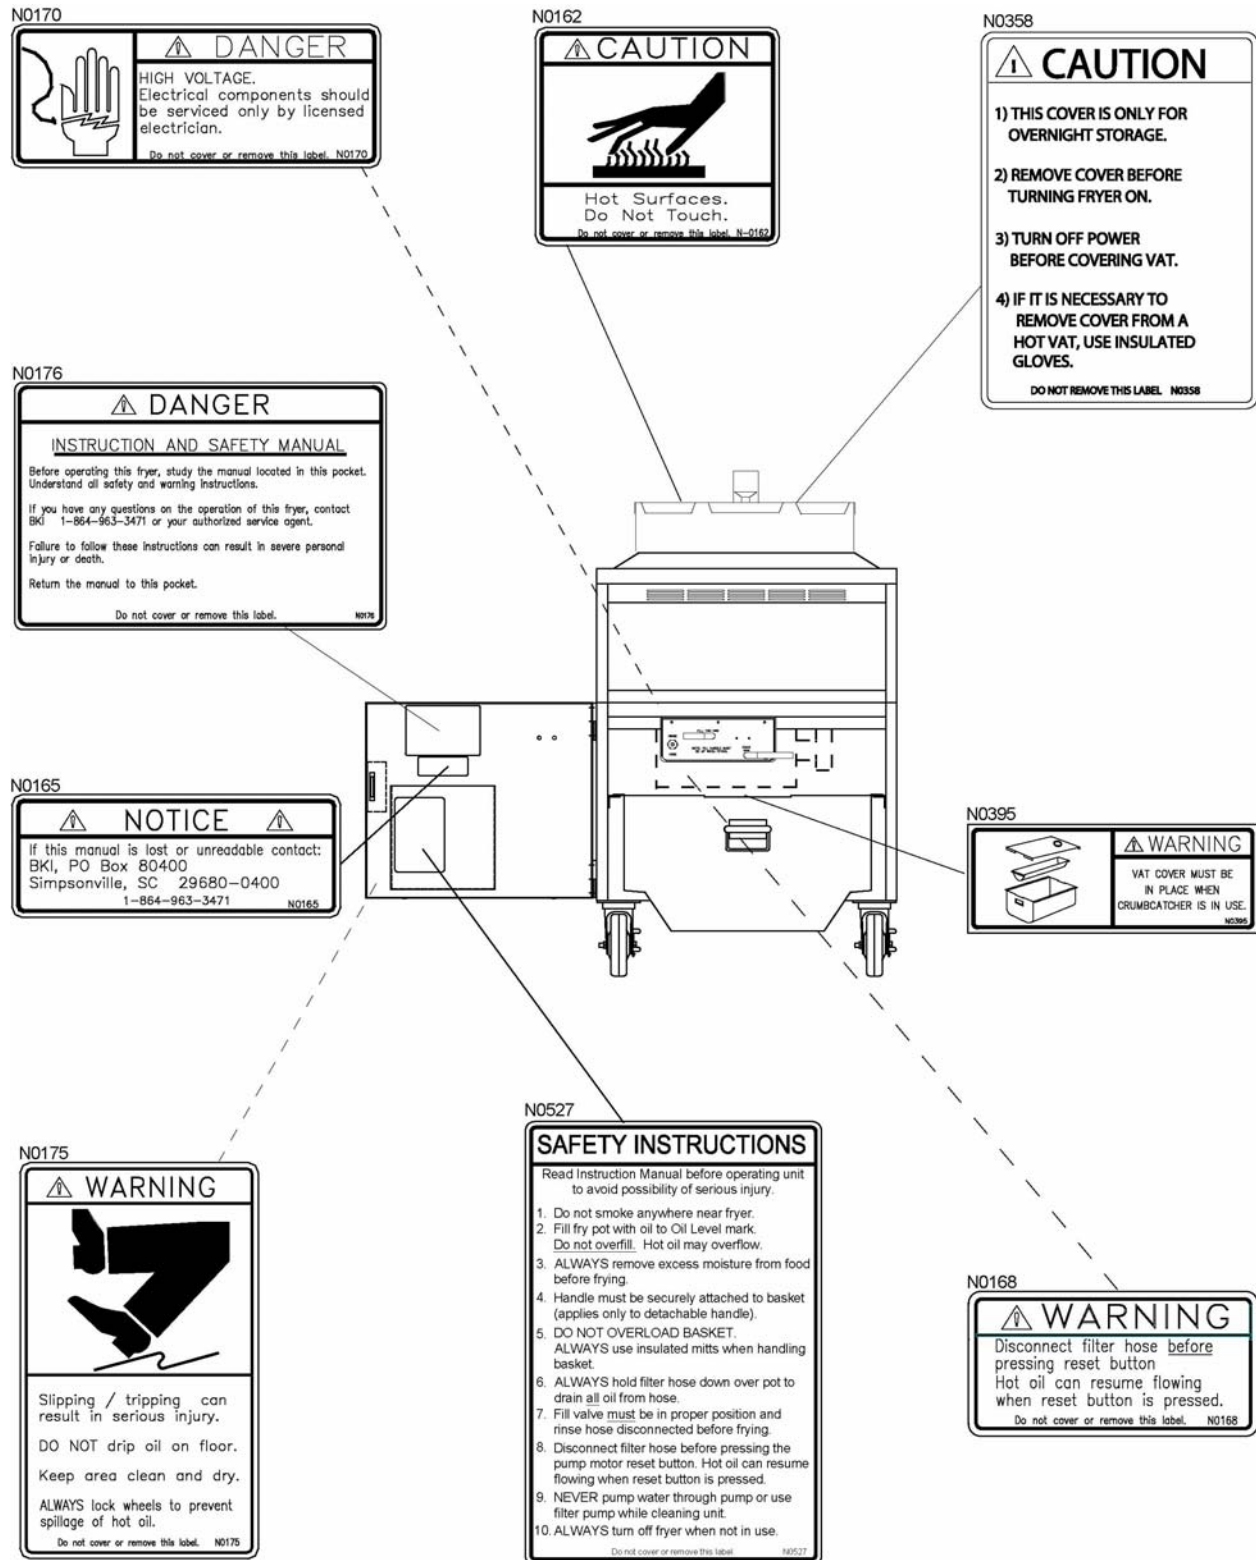 N0170
DANGER
HIGH VOLTAGE.
Electrical components should
be serviced only by licensed
electrician.
Do not cover or remove this label. N0170
N0162
CAUTION
Hot Surfaces.
Do Not Touch.
Do not cover or remove this label. N-0162
N0358
CAUTION
1) THIS COVER IS ONLY FOR
OVERNIGHT STORAGE.
2) REMOVE COVER BEFORE
TURNING FRYER ON.
3) TURN OFF POWER
BEFORE COVERING VAT.
4) IF IT IS NECESSARY TO
REMOVE COVER FROM A
HOT VAT, USE INSULATED
GLOVES.
DO NOT REMOVE THIS LABEL N0358
N0176
DANGER
INSTRUCTION AND SAFETY MANUAL
Before operating this fryer, study the manual located in this pocket.
Understand all safety and warning instructions.
If you have any questions on the operation of this fryer, contact
BKI 1-864-963-3471 or your authorized service agent.
Failure to follow these instructions can result in severe personal
injury or death.
Return the manual to this pocket.
Do not cover or remove this label. N0176
N0165
NOTICE
If this manual is lost or unreadable contact:
BKI, PO Box 80400
Simpsonville, SC 29680-0400
1-864-963-3471 N0165
N0395
WARNING
VAT COVER MUST BE
IN PLACE WHEN
CRUMBCATCHER IS IN USE.
N0395
N0175
WARNING
Slipping / tripping can
result in serious injury.
DO NOT drip oil on floor.
Keep area clean and dry.
ALWAYS lock wheels to prevent
spillage of hot oil.
Do not cover or remove this label. N0175
N0527
SAFETY INSTRUCTIONS
Read Instruction Manual before operating unit
to avoid possibility of serious injury.
1. Do not smoke anywhere near fryer.
2. Fill fry pot with oil to Oil Level mark.
Do not overfill. Hot oil may overflow.
3. ALWAYS remove excess moisture from food
before frying.
4. Handle must be securely attached to basket
(applies only to detachable handle).
5. DO NOT OVERLOAD BASKET.
ALWAYS use insulated mitts when handling
basket.
6. ALWAYS hold filter hose down over pot to
drain all oil from hose.
7. Fill valve must be in proper position and
rinse hose disconnected before frying.
8. Disconnect filter hose before pressing the
pump motor reset button. Hot oil can resume
flowing when reset button is pressed.
9. NEVER pump water through pump or use
filter pump while cleaning unit.
10. ALWAYS turn off fryer when not in use.
Do not cover or remove this label. N0527
N0168
WARNING
Disconnect filter hose before
pressing reset button
Hot oil can resume flowing
when reset button is pressed.
Do not cover or remove this label. N0168